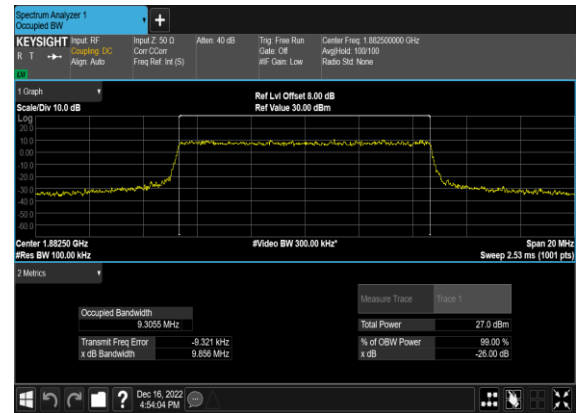 Spectrum Analyzer 1
Occupied BW
KEYSIGHT Input: RF Input Z: 50 Ω Atten: 40 dB Trig: Free Run Center Freq: 1.882500000 GHz
Coupling: DC Corr CCorr Gate: Off Avg|Hold: 100/100
R T Align: Auto Freq Ref: Int (S) #IF Gain: Low Radio Std: None
LXI
1 Graph Ref Lvl Offset 8.00 dB
Scale/Div 10.0 dB Ref Value 30.00 dBm
Log
20.0
10.0
0.00
-10.0
-20.0
-30.0
-40.0
-50.0
-60.0
Center 1.88250 GHz #Video BW 300.00 kHz* Span 20 MHz
#Res BW 100.00 kHz Sweep 2.53 ms (1001 pts)
2 Metrics
Measure Trace Trace 1
Occupied Bandwidth
9.3055 MHz Total Power 27.0 dBm
Transmit Freq Error -9.321 kHz % of OBW Power 99.00 %
x dB Bandwidth 9.856 MHz x dB -26.00 dB
? Dec 16, 2022
4:54:04 PM